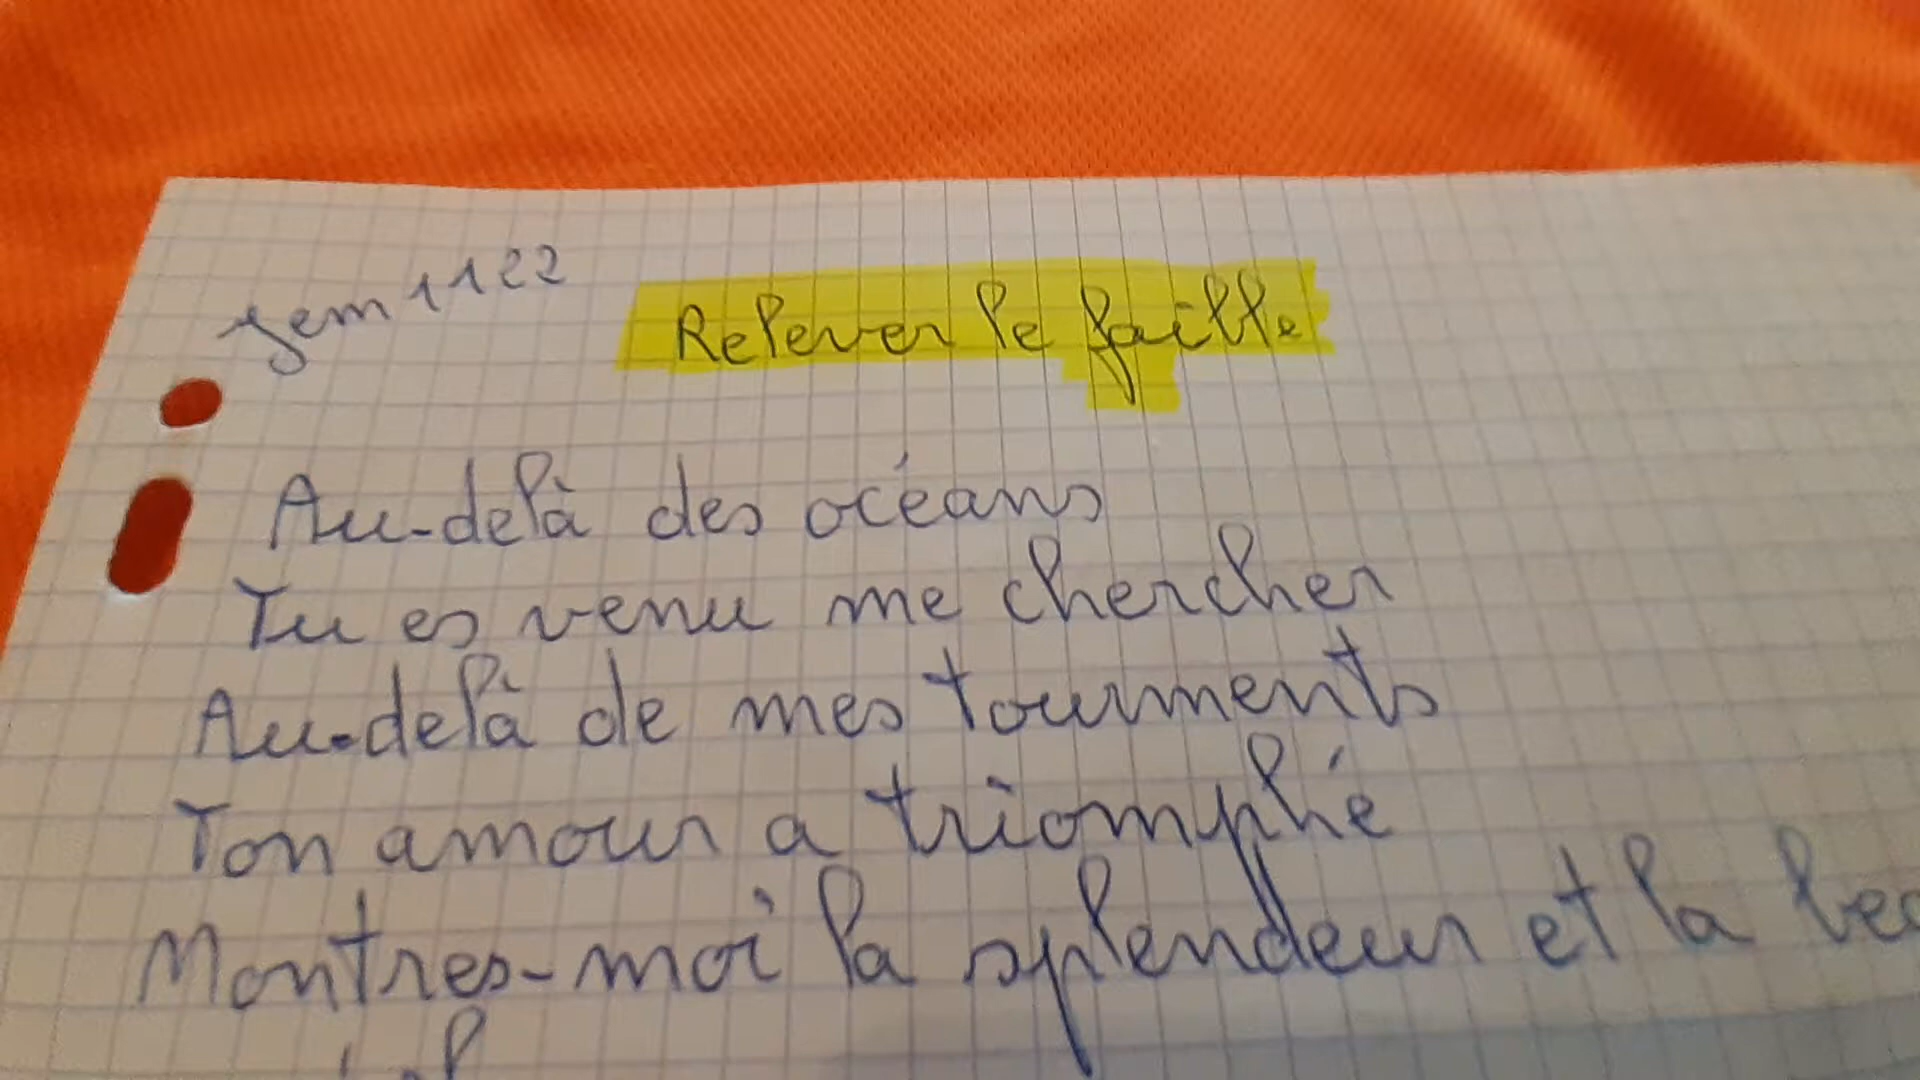 Jem 1122
Relever le faille
Au-delà des océans
Tu es venu me chercher
Au-delà de mes tourments
Ton amour a triomphé
Montres-moi la splendeur et la